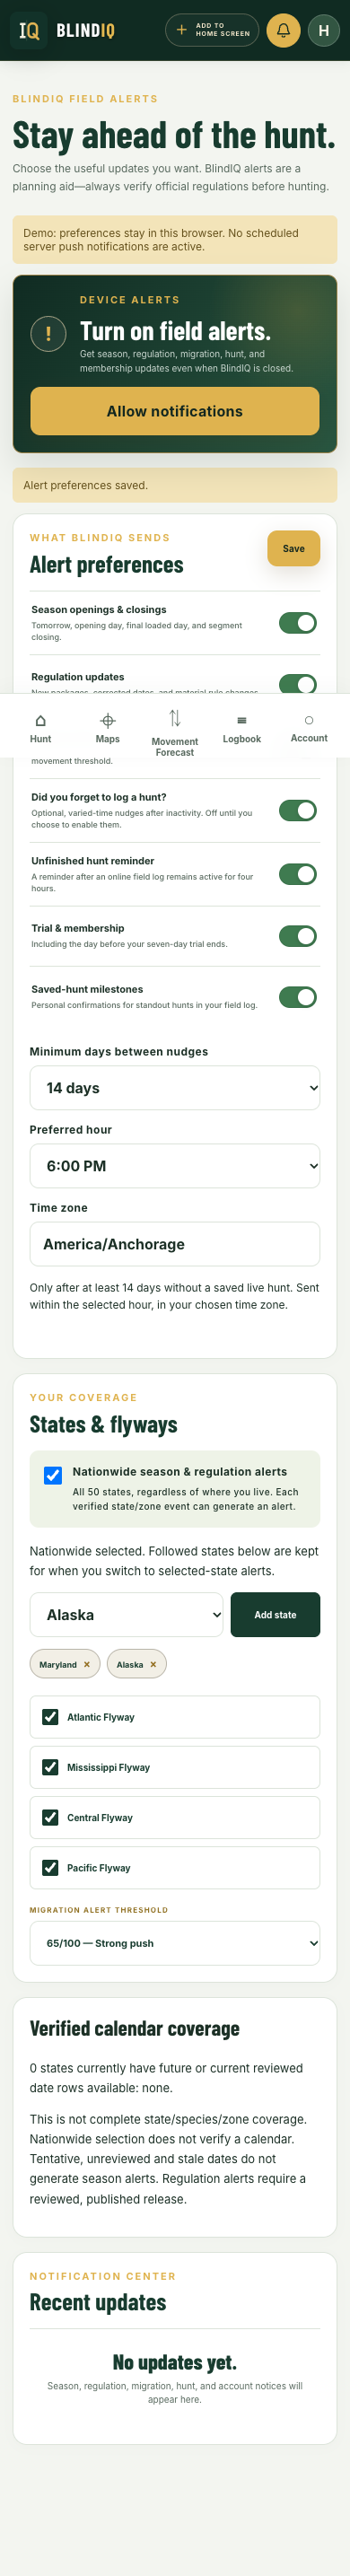 IQ BLINDIQ
ADD TO
HOME SCREEN
H
BLINDIQ FIELD ALERTS
Stay ahead of the hunt.
Choose the useful updates you want. BlindIQ alerts are a
planning aid—always verify official regulations before hunting.
Demo: preferences stay in this browser. No scheduled
server push notifications are active.
DEVICE ALERTS
!
Turn on field alerts.
Get season, regulation, migration, hunt, and
membership updates even when BlindIQ is closed.
Allow notifications
Alert preferences saved.
WHAT BLINDIQ SENDS
Alert preferences
Save
Season openings & closings
Tomorrow, opening day, final loaded day, and segment
closing.
Regulation updates
New packages, corrected dates, and material rule changes
Hunt
Maps
Movement
Forecast
Logbook
Account
movement threshold.
Did you forget to log a hunt?
Optional, varied-time nudges after inactivity. Off until you
choose to enable them.
Unfinished hunt reminder
A reminder after an online field log remains active for four
hours.
Trial & membership
Including the day before your seven-day trial ends.
Saved-hunt milestones
Personal confirmations for standout hunts in your field log.
Minimum days between nudges
14 days
Preferred hour
6:00 PM
Time zone
America/Anchorage
Only after at least 14 days without a saved live hunt. Sent
within the selected hour, in your chosen time zone.
YOUR COVERAGE
States & flyways
Nationwide season & regulation alerts
All 50 states, regardless of where you live. Each
verified state/zone event can generate an alert.
Nationwide selected. Followed states below are kept
for when you switch to selected-state alerts.
Alaska
Add state
Maryland ×
Alaska ×
Atlantic Flyway
Mississippi Flyway
Central Flyway
Pacific Flyway
MIGRATION ALERT THRESHOLD
65/100 — Strong push
Verified calendar coverage
0 states currently have future or current reviewed
date rows available: none.
This is not complete state/species/zone coverage.
Nationwide selection does not verify a calendar.
Tentative, unreviewed and stale dates do not
generate season alerts. Regulation alerts require a
reviewed, published release.
NOTIFICATION CENTER
Recent updates
No updates yet.
Season, regulation, migration, hunt, and account notices will
appear here.